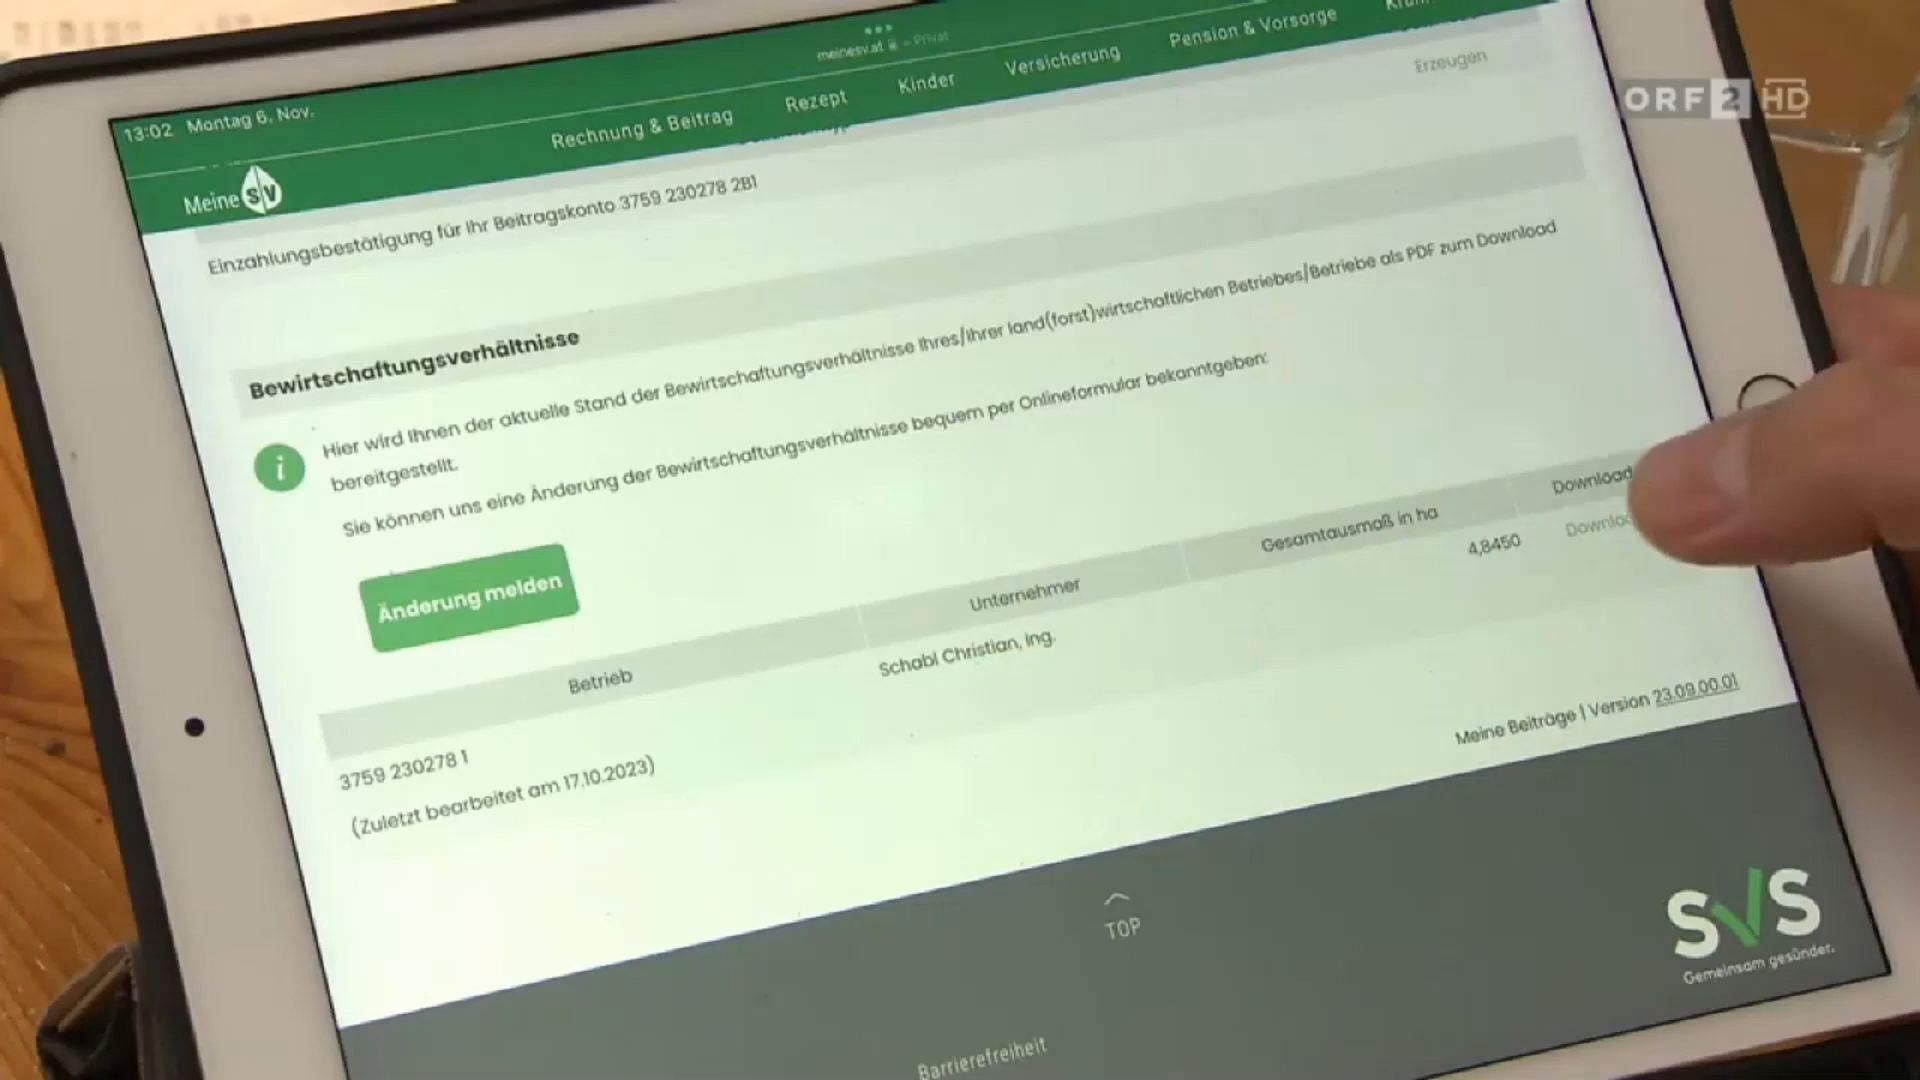 13:02 Montag 6. Nov.
meinesv.at – Privat
Meine SV
Rechnung & Beitrag
Rezept
Kinder
Versicherung
Pension & Vorsorge
Erzeugen
ORF 2 HD
Einzahlungsbestätigung für Ihr Beitragskonto 3759 230278 2B1
Bewirtschaftungsverhältnisse
i
Hier wird Ihnen der aktuelle Stand der Bewirtschaftungsverhältnisse Ihres/Ihrer land(forst)wirtschaftlichen Betriebes/Betriebe als PDF zum Download
bereitgestellt.
Sie können uns eine Änderung der Bewirtschaftungsverhältnisse bequem per Onlineformular bekanntgeben:
Änderung melden
Betrieb Unternehmer Gesamtausmaß in ha Download
3759 230278 1 Schabl Christian, Ing. 4,8450
(Zuletzt bearbeitet am 17.10.2023)
Meine Beiträge | Version 23.09.00.01
TOP
SVS
Gemeinsam gesünder.
Barrierefreiheit